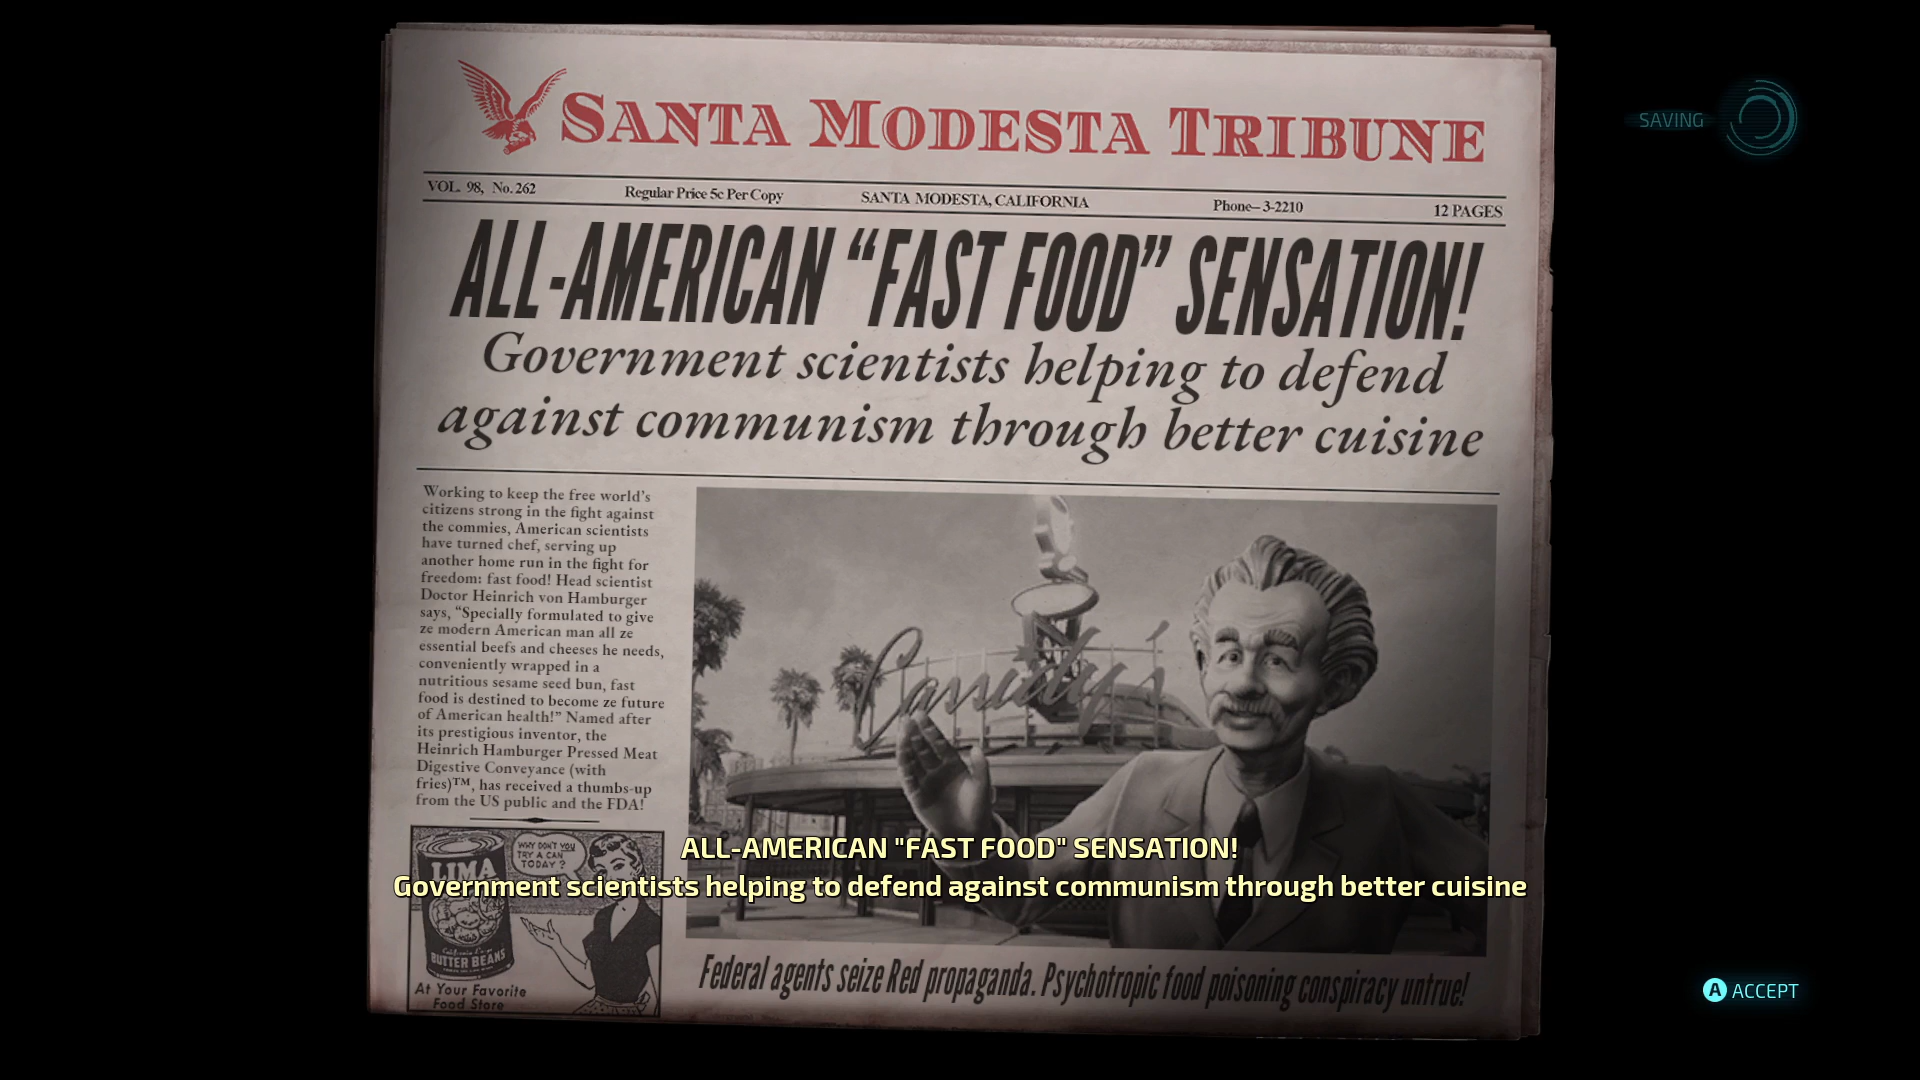 SANTA MODESTA TRIBUNE
SAVING
VOL. 98, No. 262 Regular Price 5c Per Copy SANTA MODESTA, CALIFORNIA Phone–3-2210 12 PAGES
ALL-AMERICAN “FAST FOOD” SENSATION!
Government scientists helping to defend
against communism through better cuisine
Working to keep the free world’s
citizens strong in the fight against
the commies, American scientists
have turned chef, serving up
another home run in the fight for
freedom: fast food! Head scientist
Doctor Heinrich von Hamburger
says, “Specially formulated to give
ze modern American man all ze
essential beefs and cheeses he needs,
conveniently wrapped in a
nutritious sesame seed bun, fast
food is destined to become ze future
of American health!” Named after
its prestigious inventor, the
Heinrich Hamburger Pressed Meat
Digestive Conveyance (with
fries)™, has received a thumbs-up
from the US public and the FDA!
Cassidy's
WHY DON'T YOU
TRY A CAN
TODAY?
LIMA
BUTTER BEANS
At Your Favorite
Food Store
ALL-AMERICAN "FAST FOOD" SENSATION!
Government scientists helping to defend against communism through better cuisine
Federal agents seize Red propaganda. Psychotropic food poisoning conspiracy untrue!
A ACCEPT